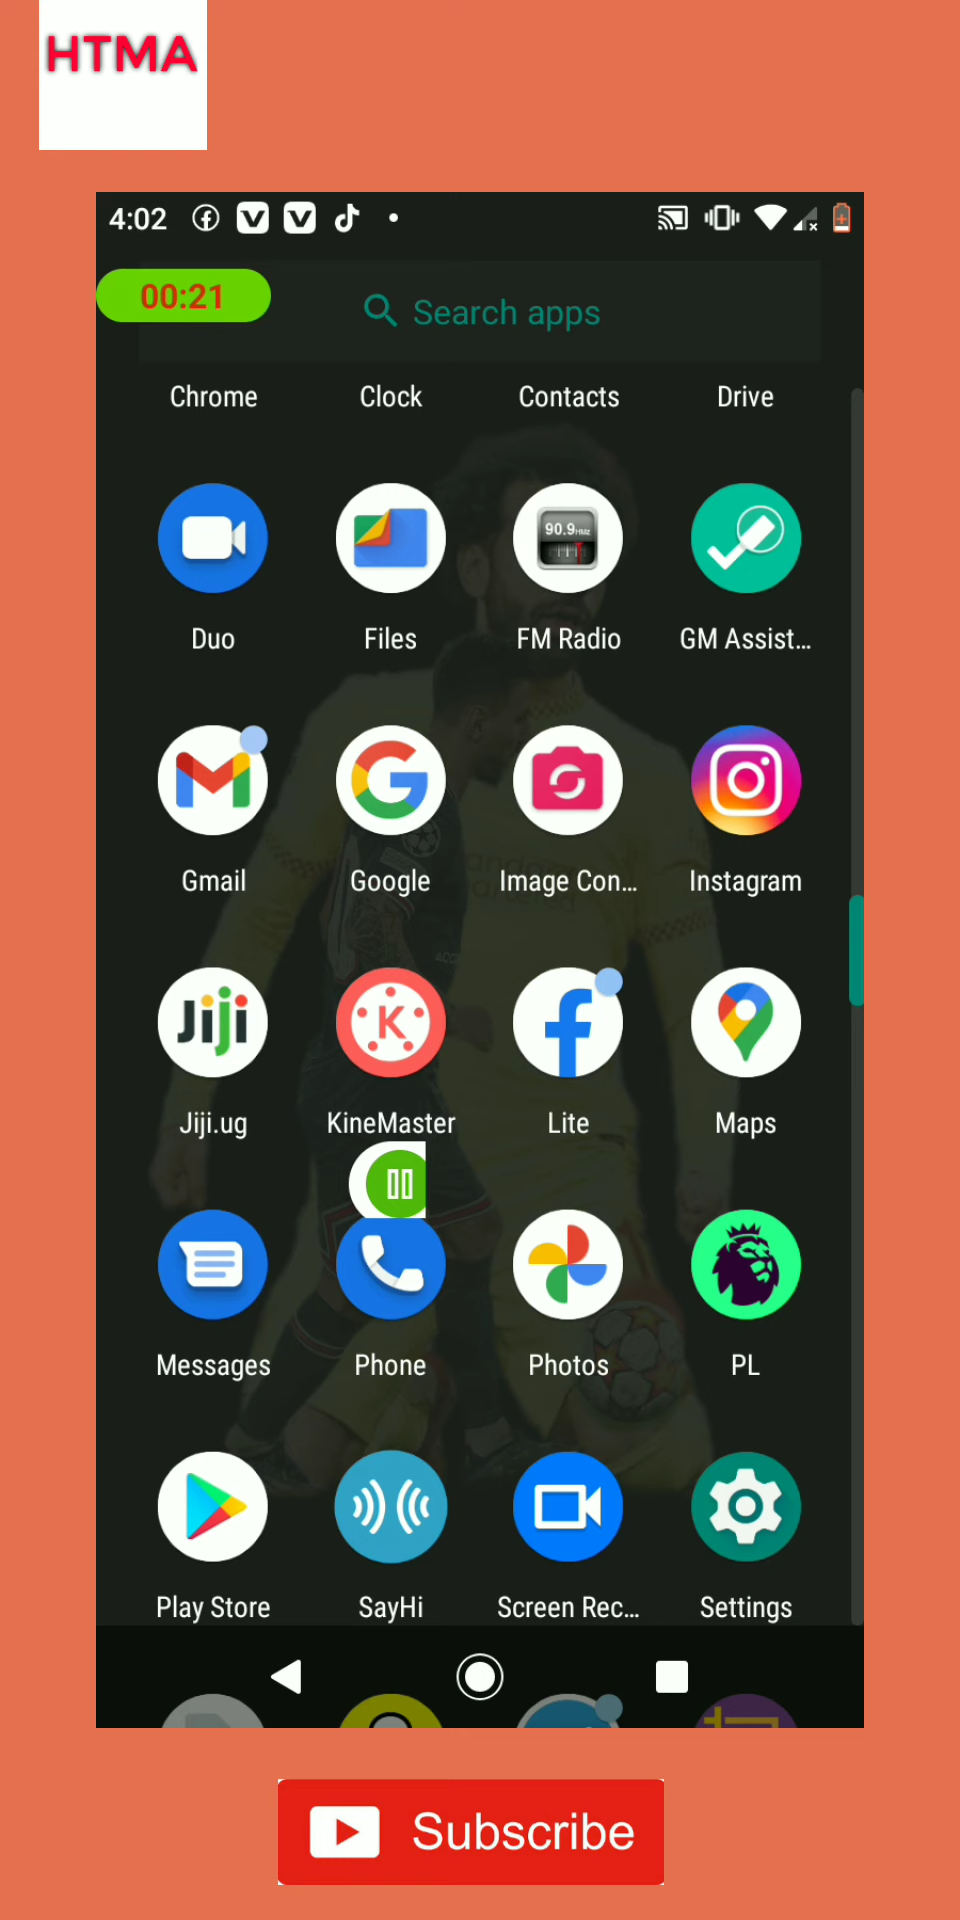 HTMA
4:02
00:21
Search apps
Chrome Clock Contacts Drive
90.9HMZ
Duo Files FM Radio GM Assist...
Gmail Google Image Con... Instagram
Jiji
K
Jiji.ug KineMaster Lite Maps
Messages Phone Photos PL
Play Store SayHi Screen Rec... Settings
Subscribe